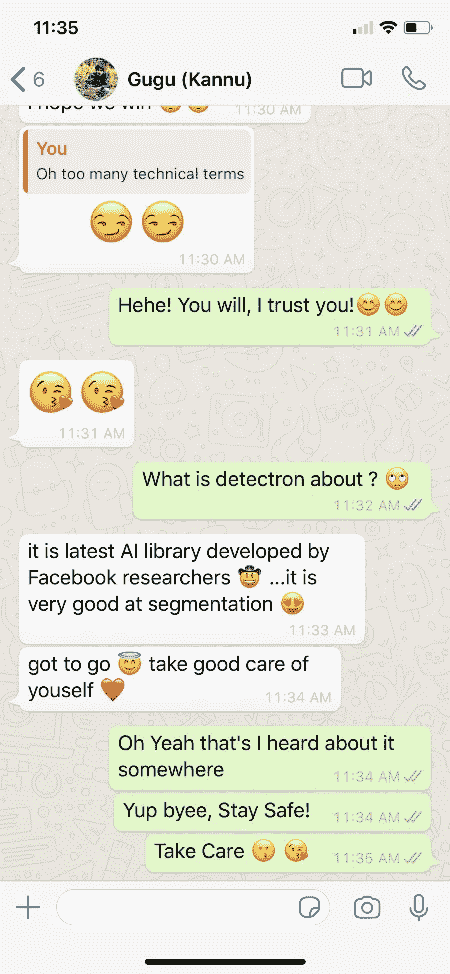 11:35
6
Gugu (Kannu)
I hope we win 😏 😏
11:30 AM
You
Oh too many technical terms
😏 😏
11:30 AM
Hehe! You will, I trust you!😊 😊
11:31 AM
😘 😘
11:31 AM
What is detectron about ? 🙄
11:32 AM
it is latest AI library developed by
Facebook researchers 🤠 ...it is
very good at segmentation 😍
11:33 AM
got to go 😇 take good care of
youself 🧡
11:34 AM
Oh Yeah that's I heard about it
somewhere
11:34 AM
Yup byee, Stay Safe!
11:34 AM
Take Care 😙 😘
11:35 AM